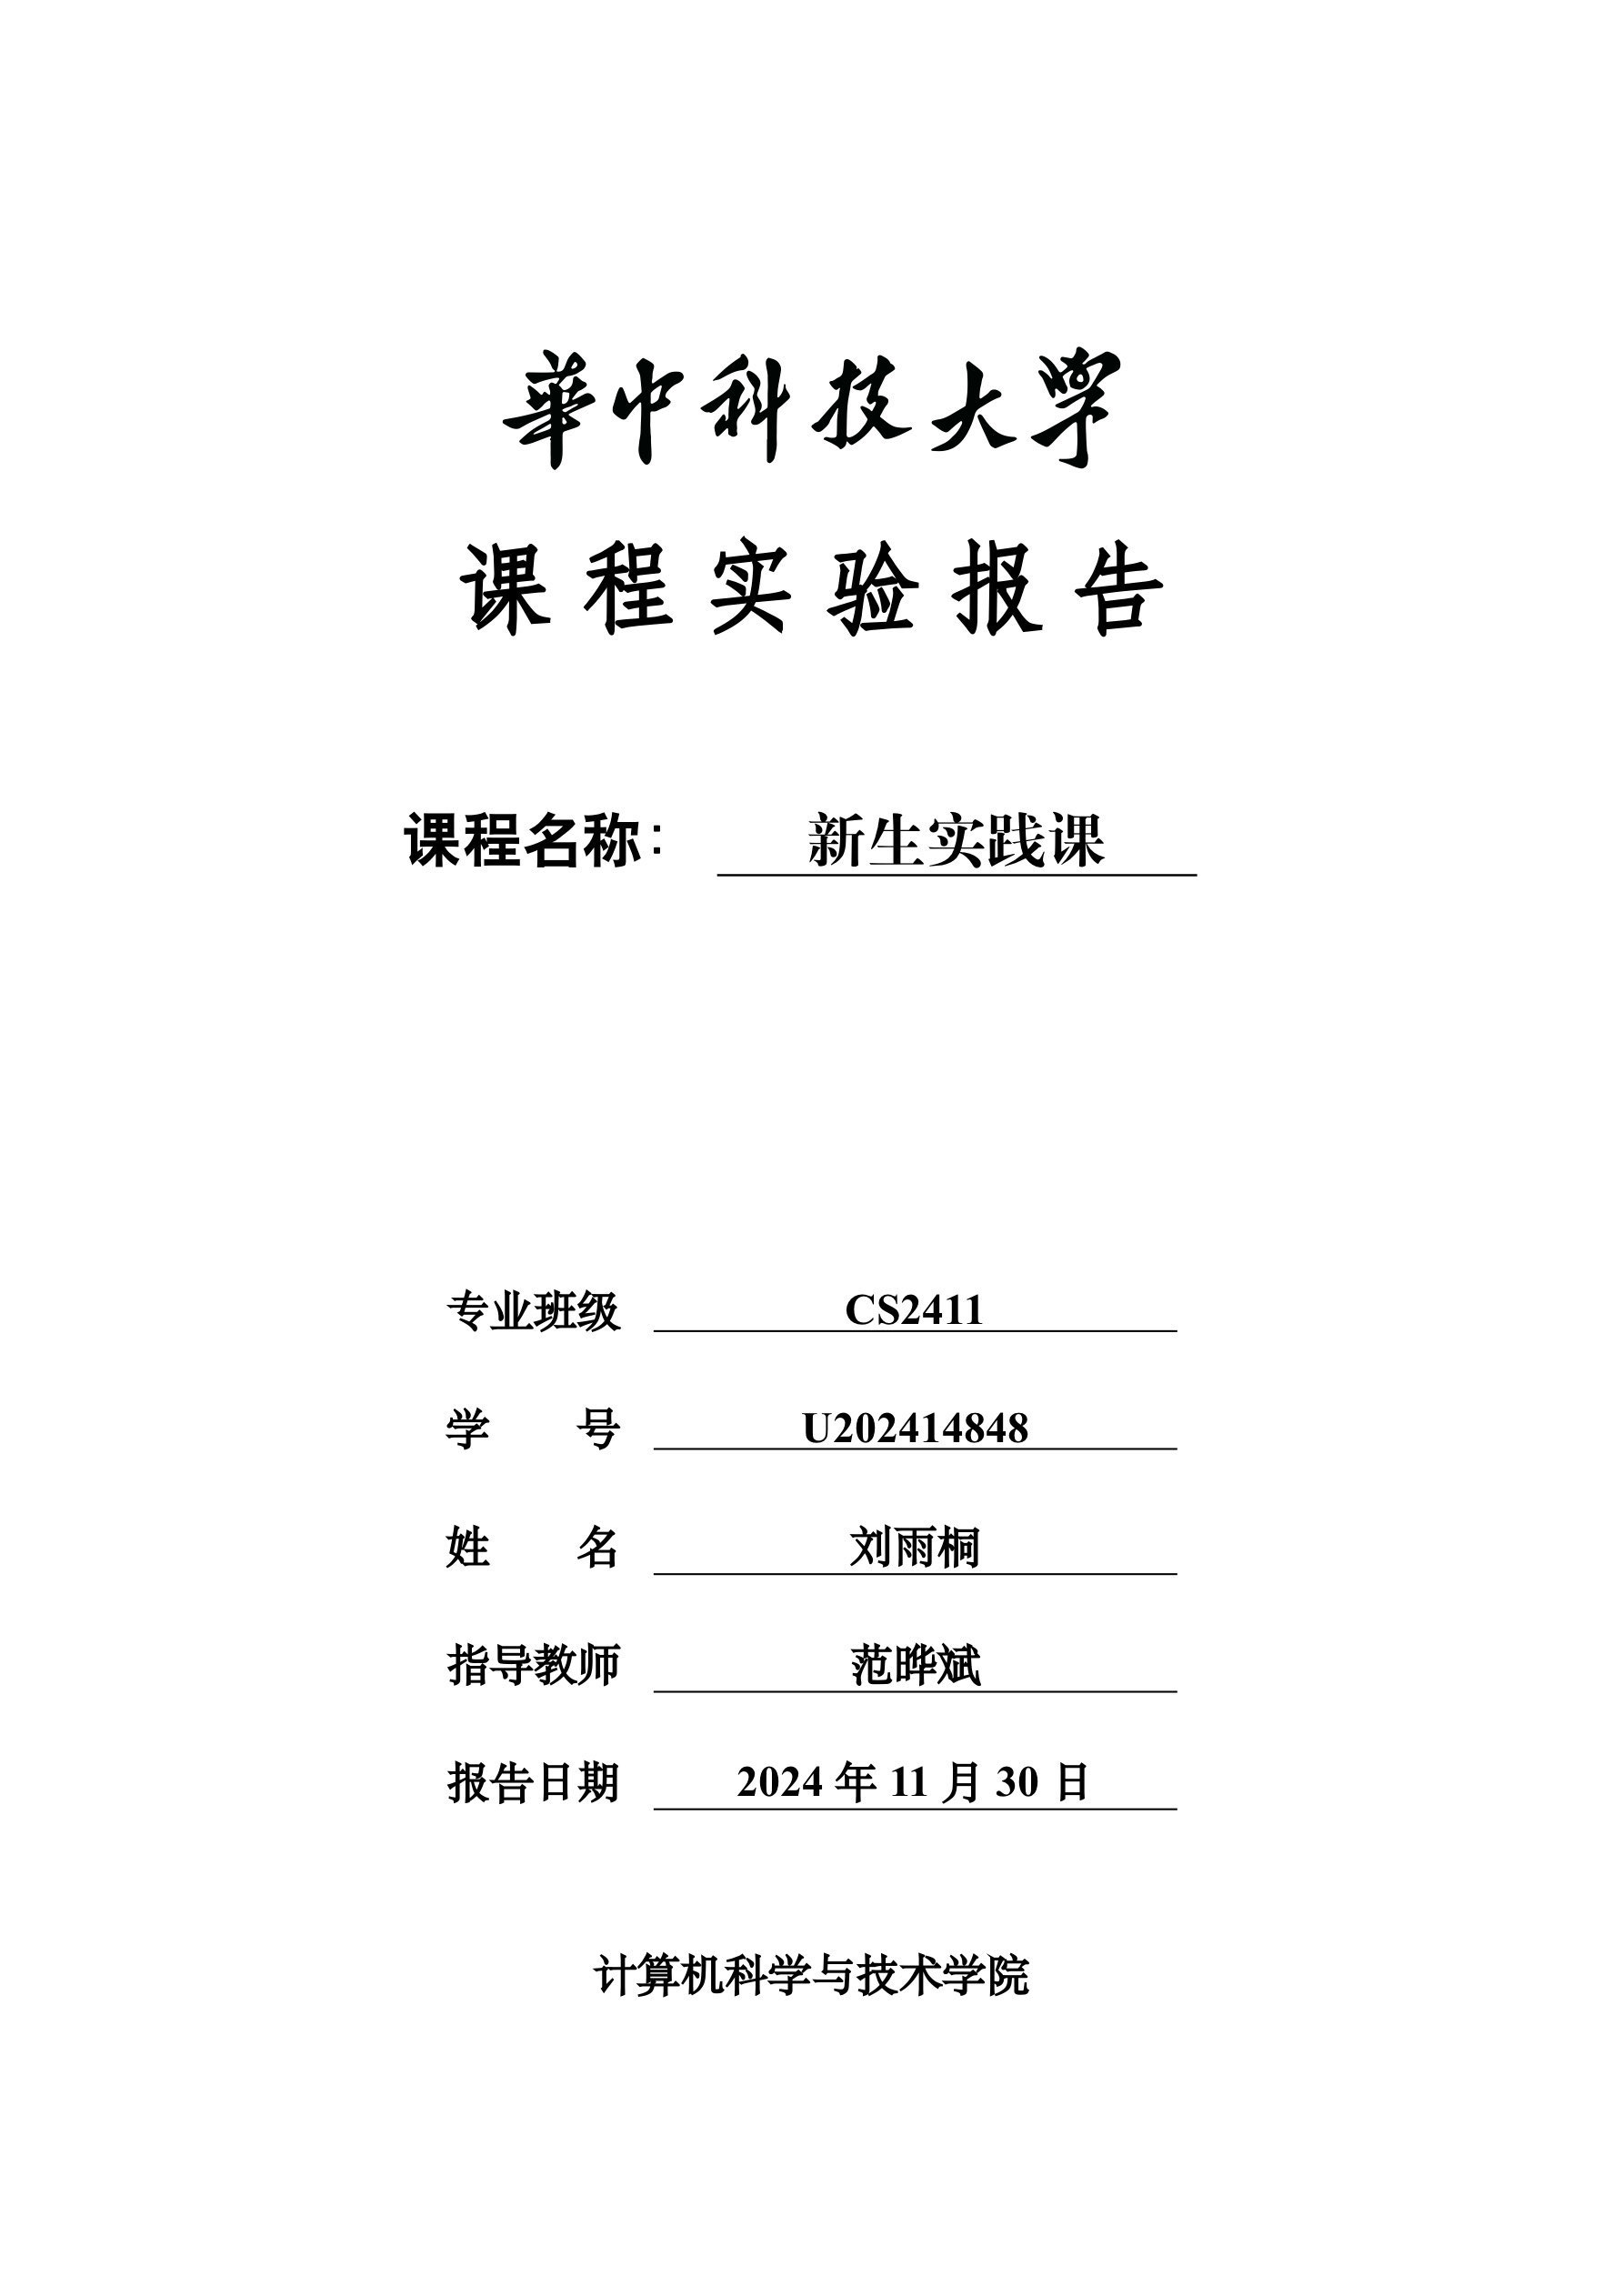 華中科技大学
课程实验报告
课程名称： 新生实践课
专业班级 CS2411
学 号 U202414848
姓 名 刘雨桐
指导教师 范晔斌
报告日期 2024 年 11 月 30 日
计算机科学与技术学院